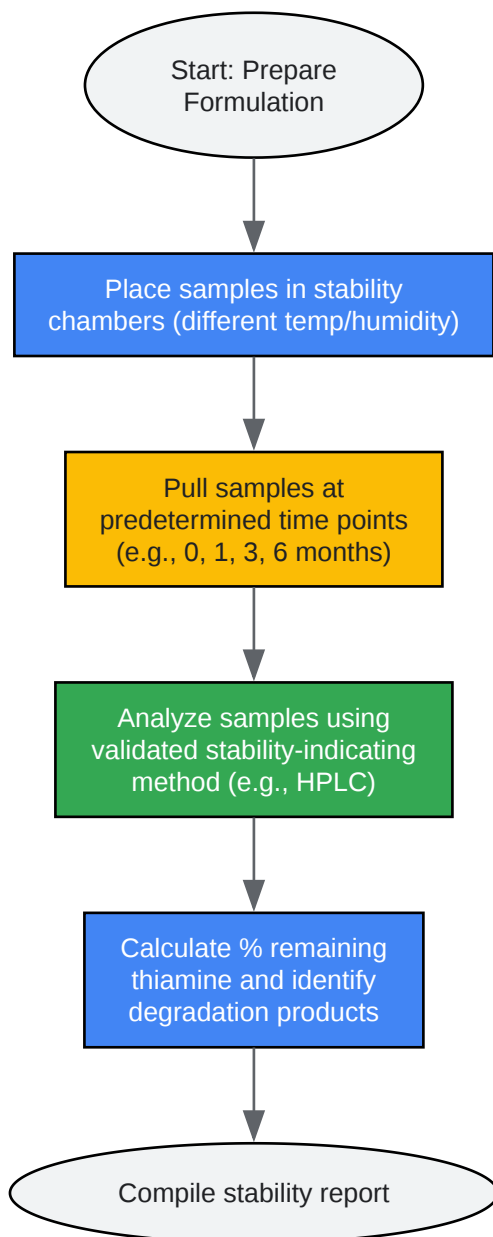 Start: Prepare
Formulation
Place samples in stability
chambers (different temp/humidity)
Pull samples at
predetermined time points
(e.g., 0, 1, 3, 6 months)
Analyze samples using
validated stability-indicating
method (e.g., HPLC)
Calculate % remaining
thiamine and identify
degradation products
Compile stability report